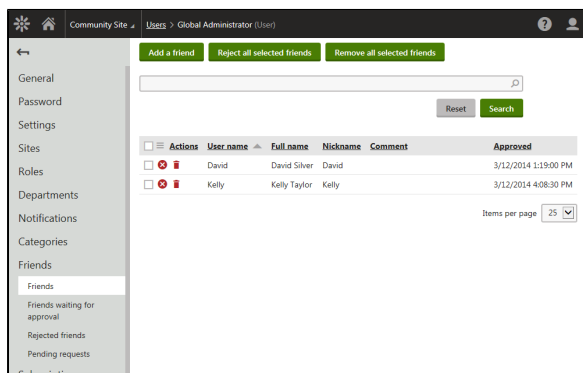 Community Site
Users > Global Administrator (User)
Add a friend
Reject all selected friends
Remove all selected friends
General
Password
Settings
Sites
Roles
Departments
Notifications
Categories
Friends
Friends
Friends waiting for
approval
Rejected friends
Pending requests
Reset
Search
Actions User name Full name Nickname Comment Approved
David David Silver David 3/12/2014 1:19:00 PM
Kelly Kelly Taylor Kelly 3/12/2014 4:08:30 PM
Items per page 25